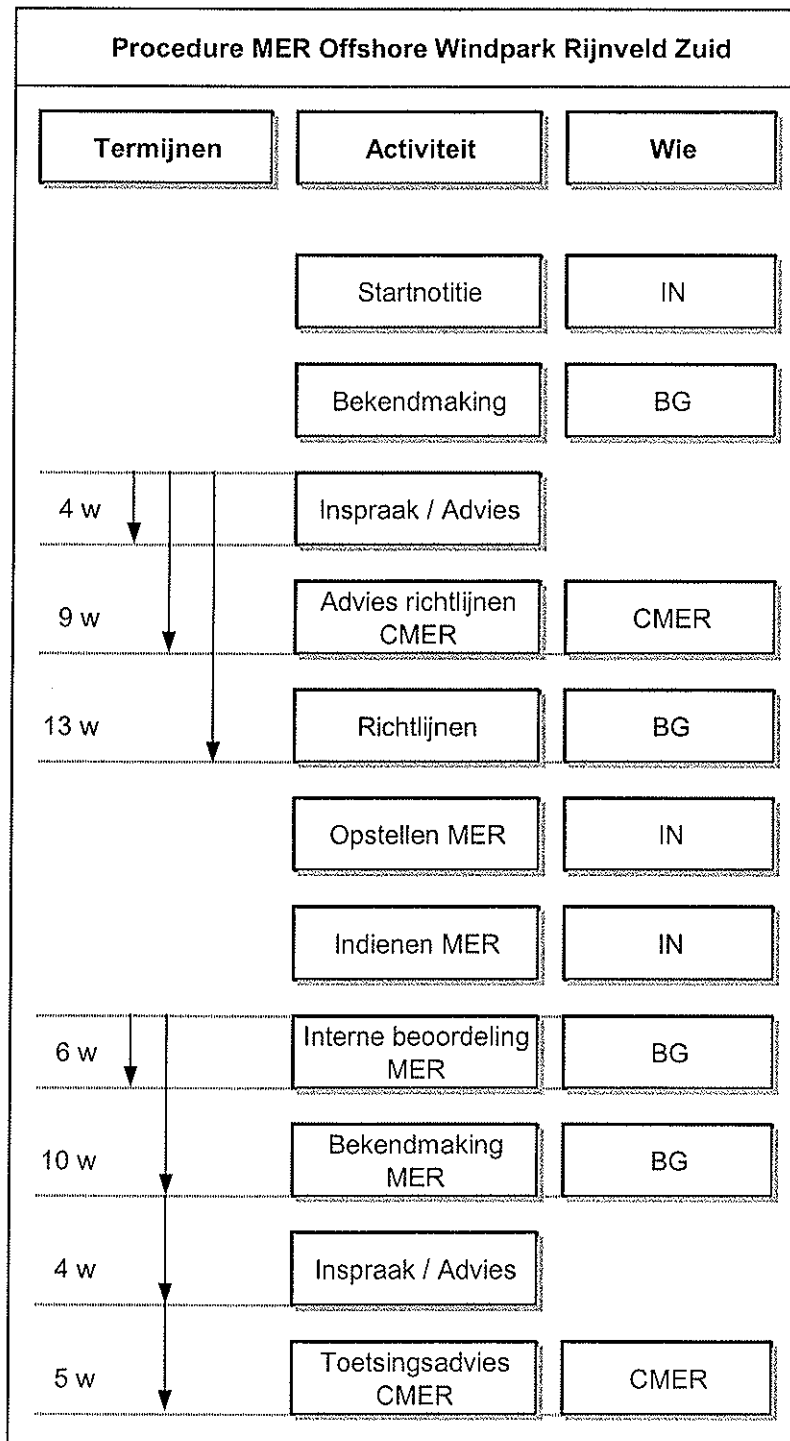 Procedure MER Offshore Windpark Rijnveld Zuid
Termijnen Activiteit Wie
Startnotitie IN
Bekendmaking BG
4 w Inspraak / Advies
9 w Advies richtlijnen CMER
CMER
13 w Richtlijnen BG
Opstellen MER IN
Indienen MER IN
6 w Interne beoordeling BG
MER
10 w Bekendmaking BG
MER
4 w Inspraak / Advies
5 w Toetsingsadvies CMER
CMER